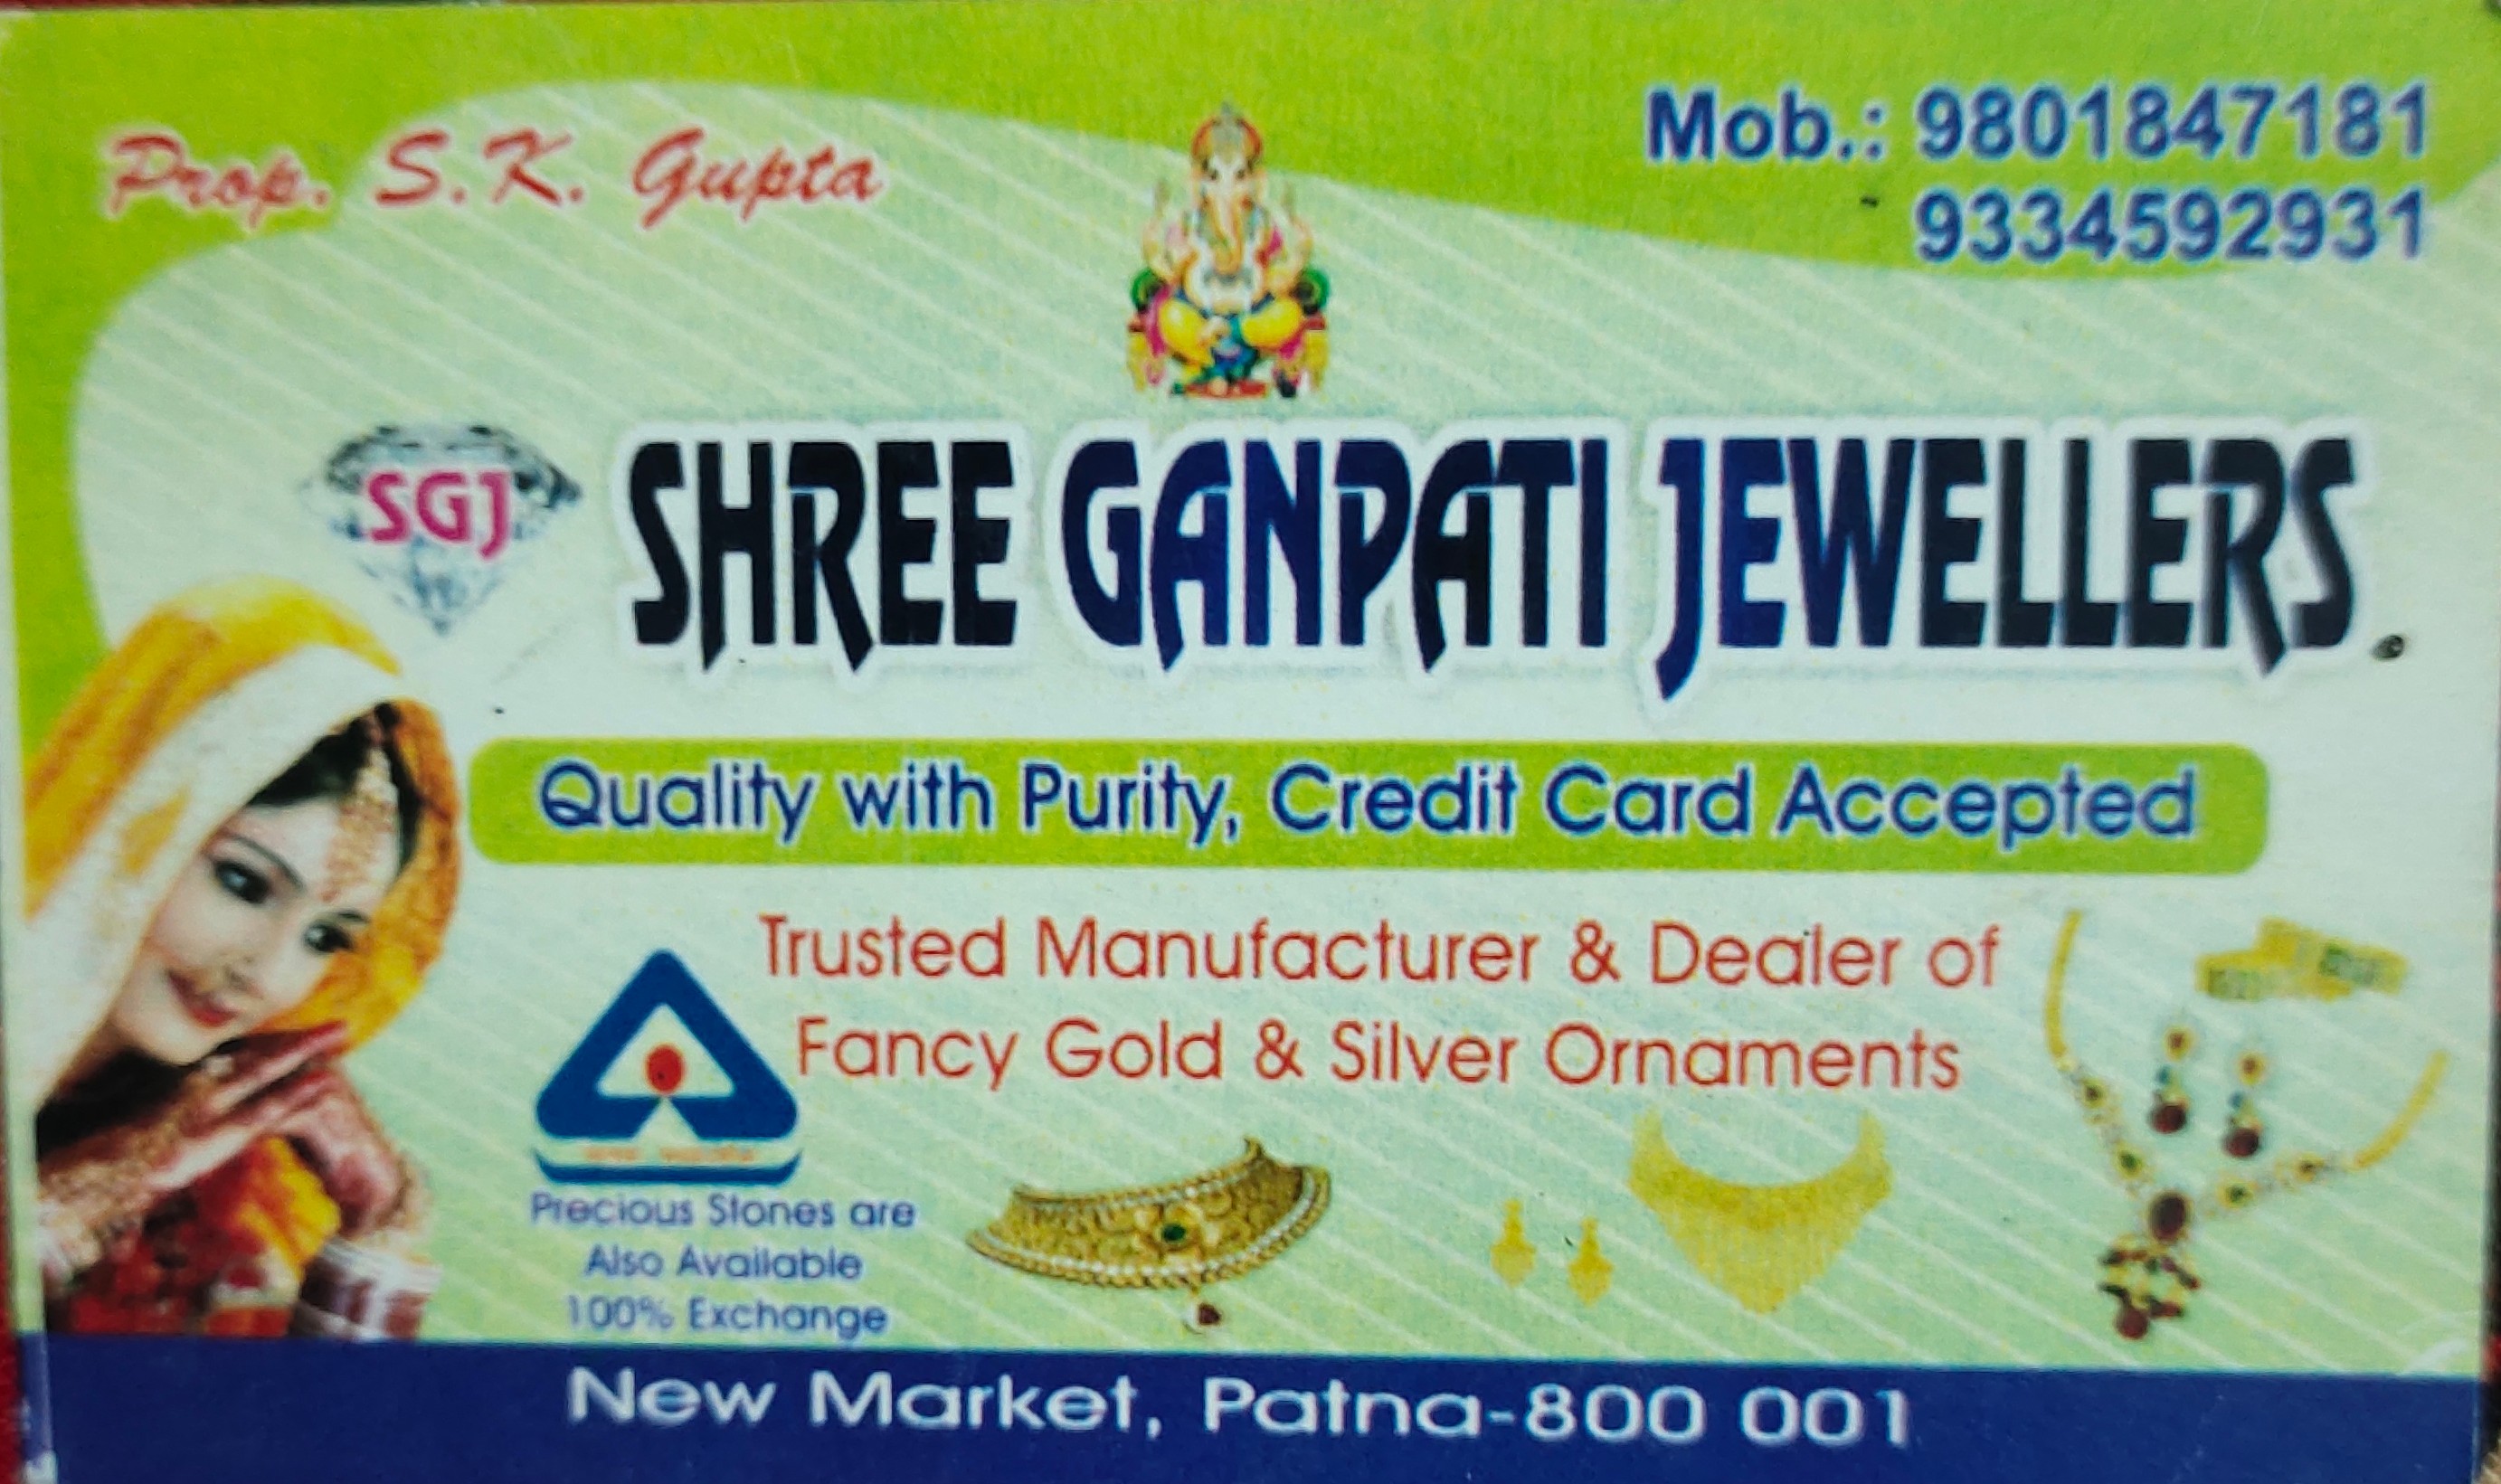 Prop. S.K. Gupta
Mob.: 9801847181
9334592931
SGJ
SHREE GANPATI JEWELLERS
Quality with Purity, Credit Card Accepted
Trusted Manufacturer & Dealer of
Fancy Gold & Silver Ornaments
Precious Stones are
Also Available
100% Exchange
New Market, Patna-800 001